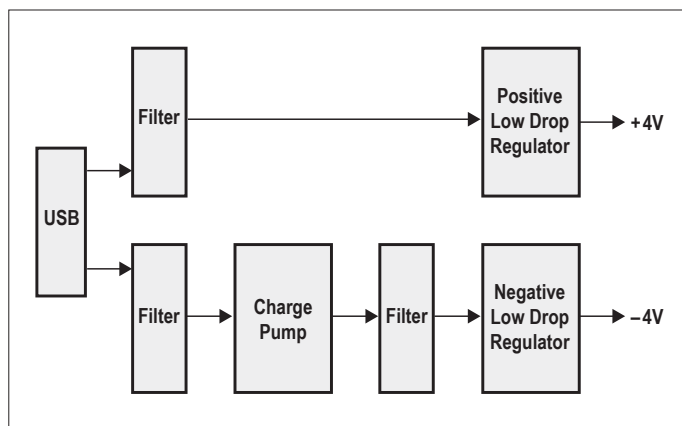 Filter
Positive
Low Drop
Regulator
+4V
USB
Filter
Charge
Pump
Filter
Negative
Low Drop
Regulator
–4V